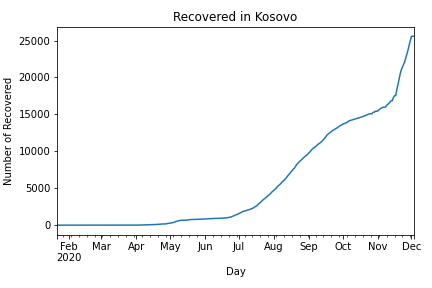 Recovered in Kosovo
Number of Recovered
25000
20000
15000
10000
5000
0
Feb Mar Apr May Jun Jul Aug Sep Oct Nov Dec
2020
Day